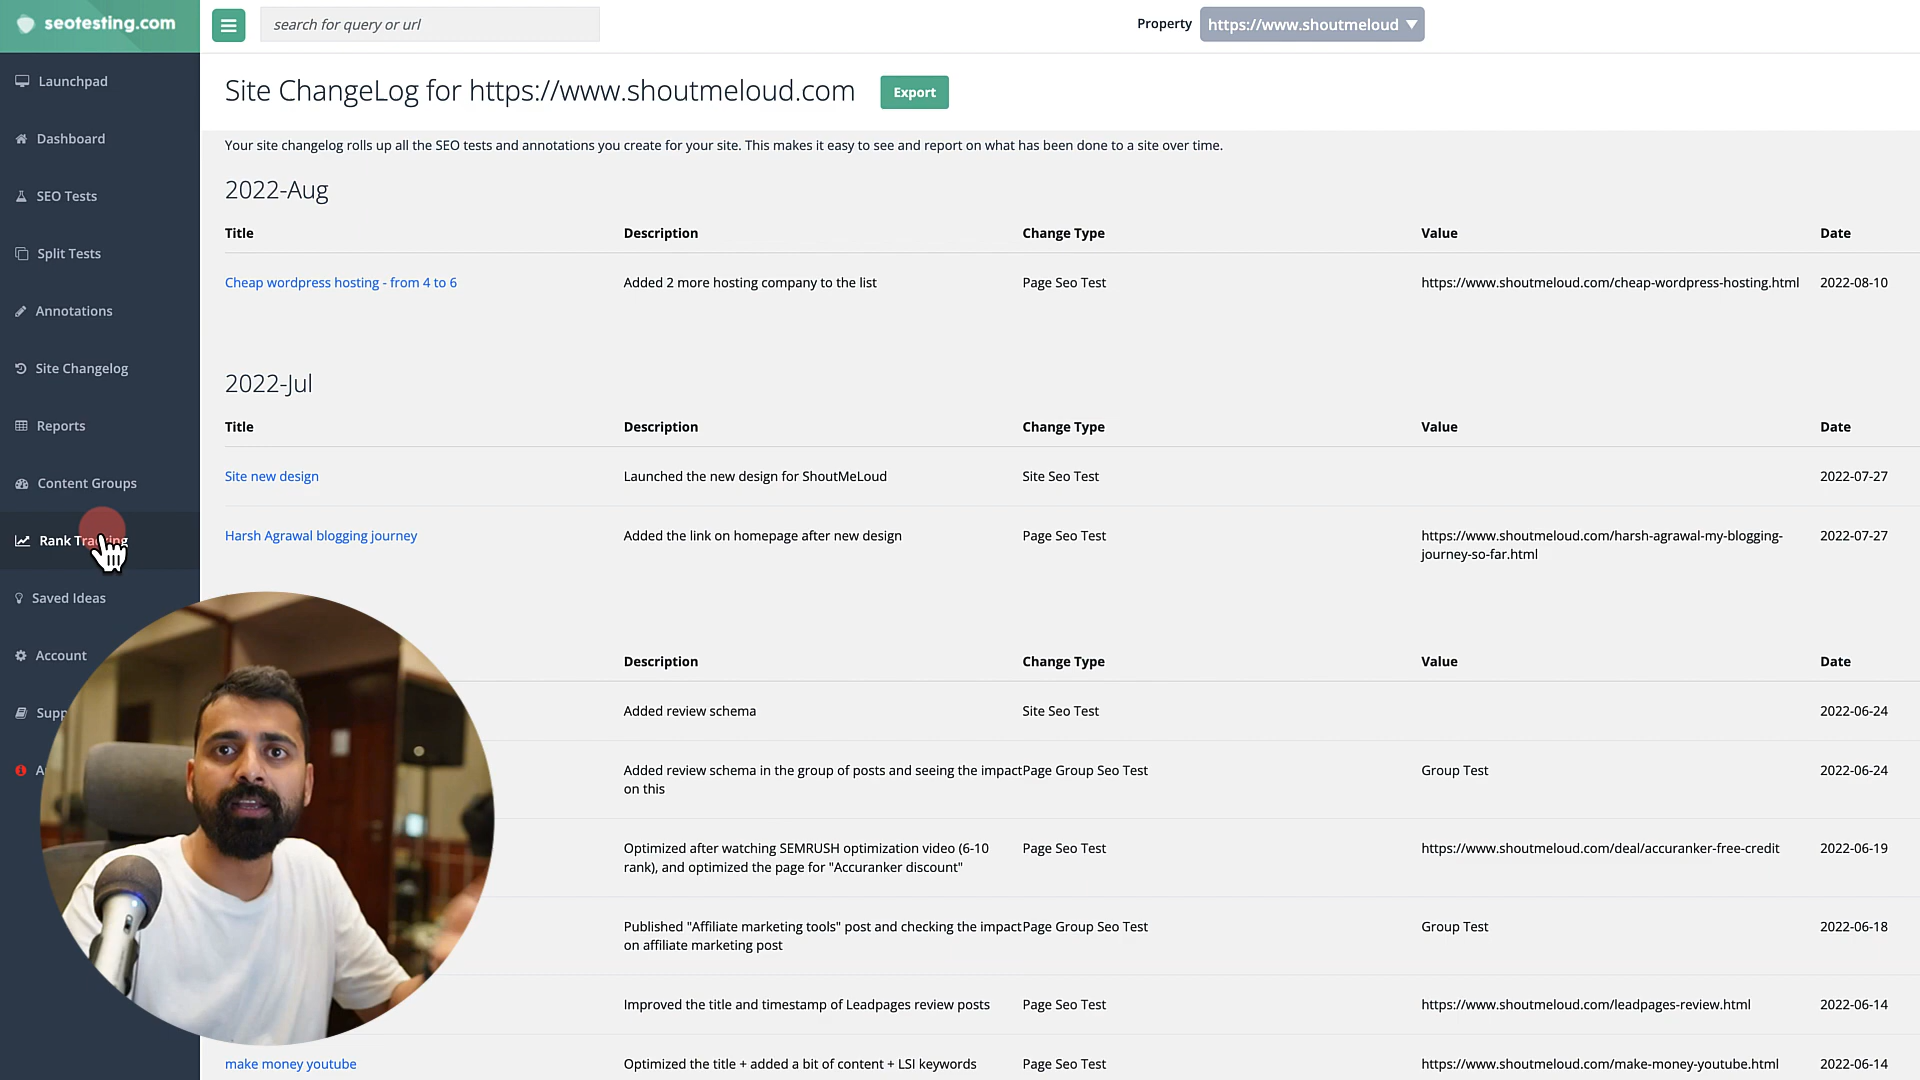 seotesting.com
search for query or url
Property
https://www.shoutmeloud
Launchpad
Dashboard
SEO Tests
Split Tests
Annotations
Site Changelog
Reports
Content Groups
Rank
Saved Ideas
Account
Site ChangeLog for https://www.shoutmeloud.com
Export
Your site changelog rolls up all the SEO tests and annotations you create for your site. This makes it easy to see and report on what has been done to a site over time.
2022-Aug
Title Description Change Type Value Date
Cheap wordpress hosting - from 4 to 6 Added 2 more hosting company to the list Page Seo Test https://www.shoutmeloud.com/cheap-wordpress-hosting.html 2022-08-10
2022-Jul
Title Description Change Type Value Date
Site new design Launched the new design for ShoutMeLoud Site Seo Test 2022-07-27
Harsh Agrawal blogging journey Added the link on homepage after new design Page Seo Test https://www.shoutmeloud.com/harsh-agrawal-my-blogging- 2022-07-27
journey-so-far.html
Description Change Type Value Date
Added review schema Site Seo Test 2022-06-24
Added review schema in the group of posts and seeing the impact Page Group Seo Test Group Test 2022-06-24
on this
Optimized after watching SEMRUSH optimization video (6-10 Page Seo Test https://www.shoutmeloud.com/deal/accuranker-free-credit 2022-06-19
rank), and optimized the page for "Accuranker discount"
Published "Affiliate marketing tools" post and checking the impact Page Group Seo Test Group Test 2022-06-18
on affiliate marketing post
Improved the title and timestamp of Leadpages review posts Page Seo Test https://www.shoutmeloud.com/leadpages-review.html 2022-06-14
make money youtube Optimized the title + added a bit of content + LSI keywords Page Seo Test https://www.shoutmeloud.com/make-money-youtube.html 2022-06-14